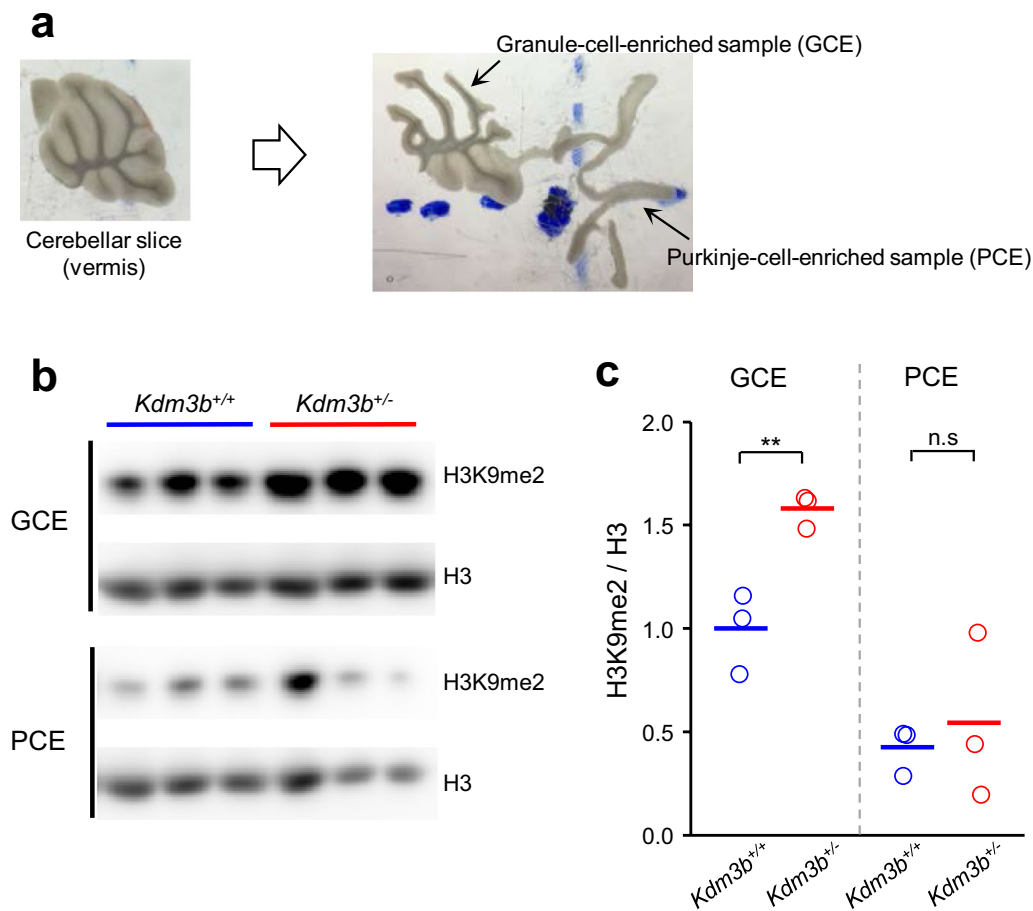 a
Granule-cell-enriched sample (GCE)
Cerebellar slice
(vermis)
Purkinje-cell-enriched sample (PCE)
b
Kdm3b+/+
Kdm3b+/-
GCE
H3K9me2
H3
PCE
H3K9me2
H3
c
GCE
PCE
2.0
**
n.s
1.5
1.0
0.5
0.0
H3K9me2 / H3
Kdm3b+/+
Kdm3b+/-
Kdm3b+/+
Kdm3b+/-